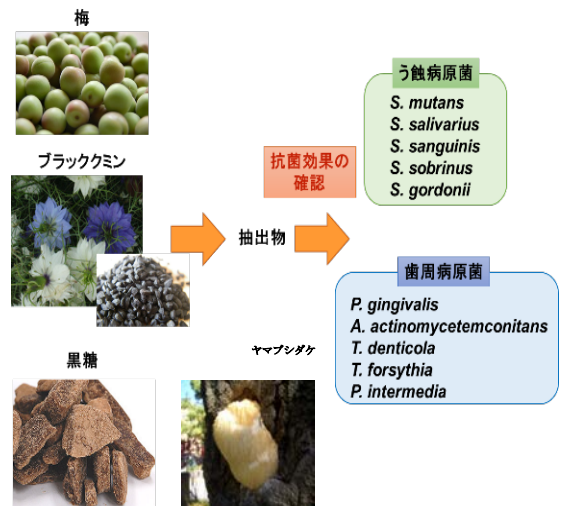 梅
ブラッククミン
黒糖
ヤマブシダケ
抽出物
抗菌効果の
確認
う蝕病原菌
S. mutans
S. salivarius
S. sanguinis
S. sobrinus
S. gordonii
歯周病原菌
P. gingivalis
A. actinomycetemconitans
T. denticola
T. forsythia
P. intermedia